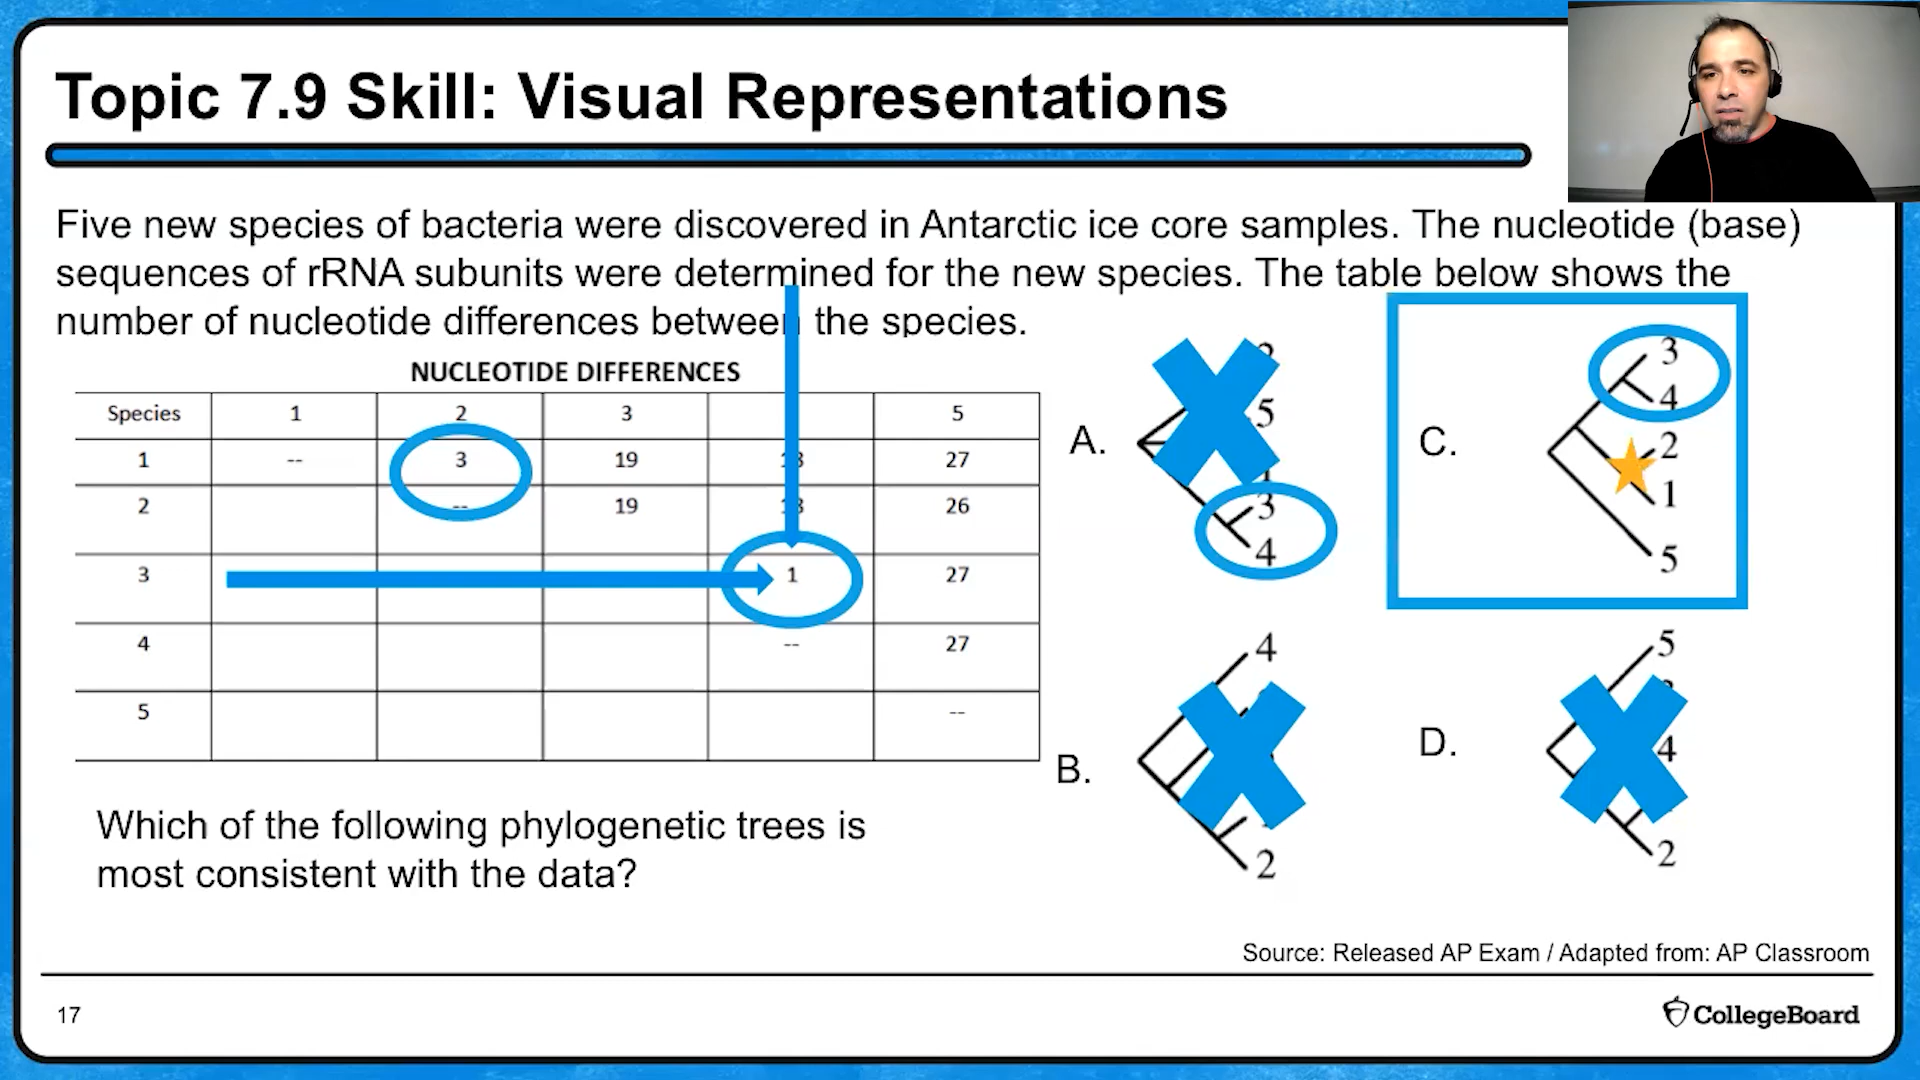 Topic 7.9 Skill: Visual Representations
Five new species of bacteria were discovered in Antarctic ice core samples. The nucleotide (base)
sequences of rRNA subunits were determined for the new species. The table below shows the
number of nucleotide differences between the species.
NUCLEOTIDE DIFFERENCES
Species 1 2 3 5
1 -- 3 19 27
2 -- 19 26
3 1 27
4 -- 27
5 --
Which of the following phylogenetic trees is
most consistent with the data?
A.
5
3
4
B.
4
2
C.
3
4
2
1
5
D.
5
4
2
Source: Released AP Exam / Adapted from: AP Classroom
17
CollegeBoard